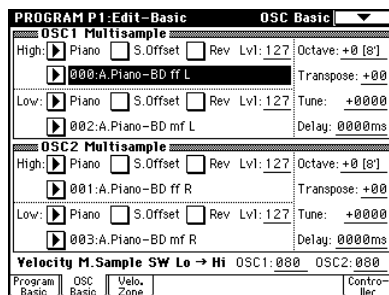 PROGRAM P1:Edit-Basic OSC Basic
OSC1 Multisample
High: Piano S.Offset Rev Lvl:127 Octave:+0 [8']
000:A.Piano-BD ff L Transpose:+00
Low: Piano S.Offset Rev Lvl:127 Tune: +0000
002:A.Piano-BD mf L Delay:0000ms
OSC2 Multisample
High: Piano S.Offset Rev Lvl:127 Octave:+0 [8']
001:A.Piano-BD ff R Transpose:+00
Low: Piano S.Offset Rev Lvl:127 Tune: +0000
003:A.Piano-BD mf R Delay:0000ms
Velocity M.Sample SW Lo → Hi OSC1:080 OSC2:080
Program Basic OSC Basic Velo. Zone Contro-ller